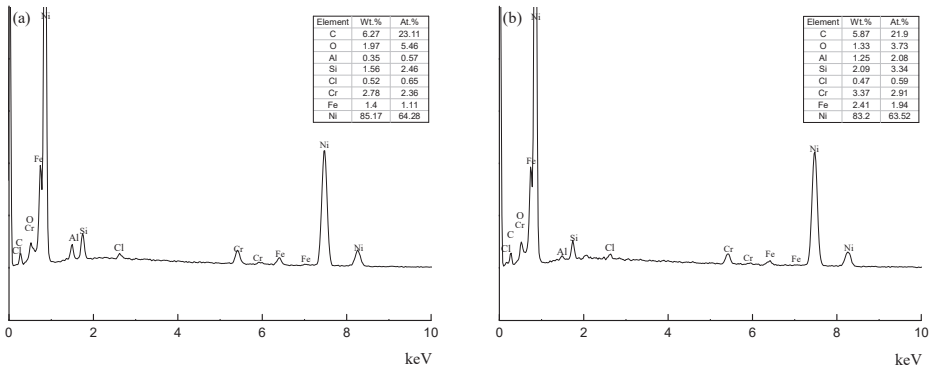 (a)
Ni
Element Wt.% At.%
C 6.27 23.11
O 1.97 5.46
Al 0.35 0.57
Si 1.56 2.46
Cl 0.52 0.65
Cr 2.78 2.36
Fe 1.4 1.11
Ni 85.17 64.28
Ni
Fe
O
Cr
C
Cl
Al
Si
Cl
Cr
Cr
Fe
Fe
Ni
0 2 4 6 8 10
keV
(b)
Ni
Element Wt.% At.%
C 5.87 21.9
O 1.33 3.73
Al 1.25 2.08
Si 2.09 3.34
Cl 0.47 0.59
Cr 3.37 2.91
Fe 2.41 1.94
Ni 83.2 63.52
Ni
Fe
O
Cr
C
Cl
Al
Si
Cl
Cr
Cr
Fe
Fe
Ni
0 2 4 6 8 10
keV